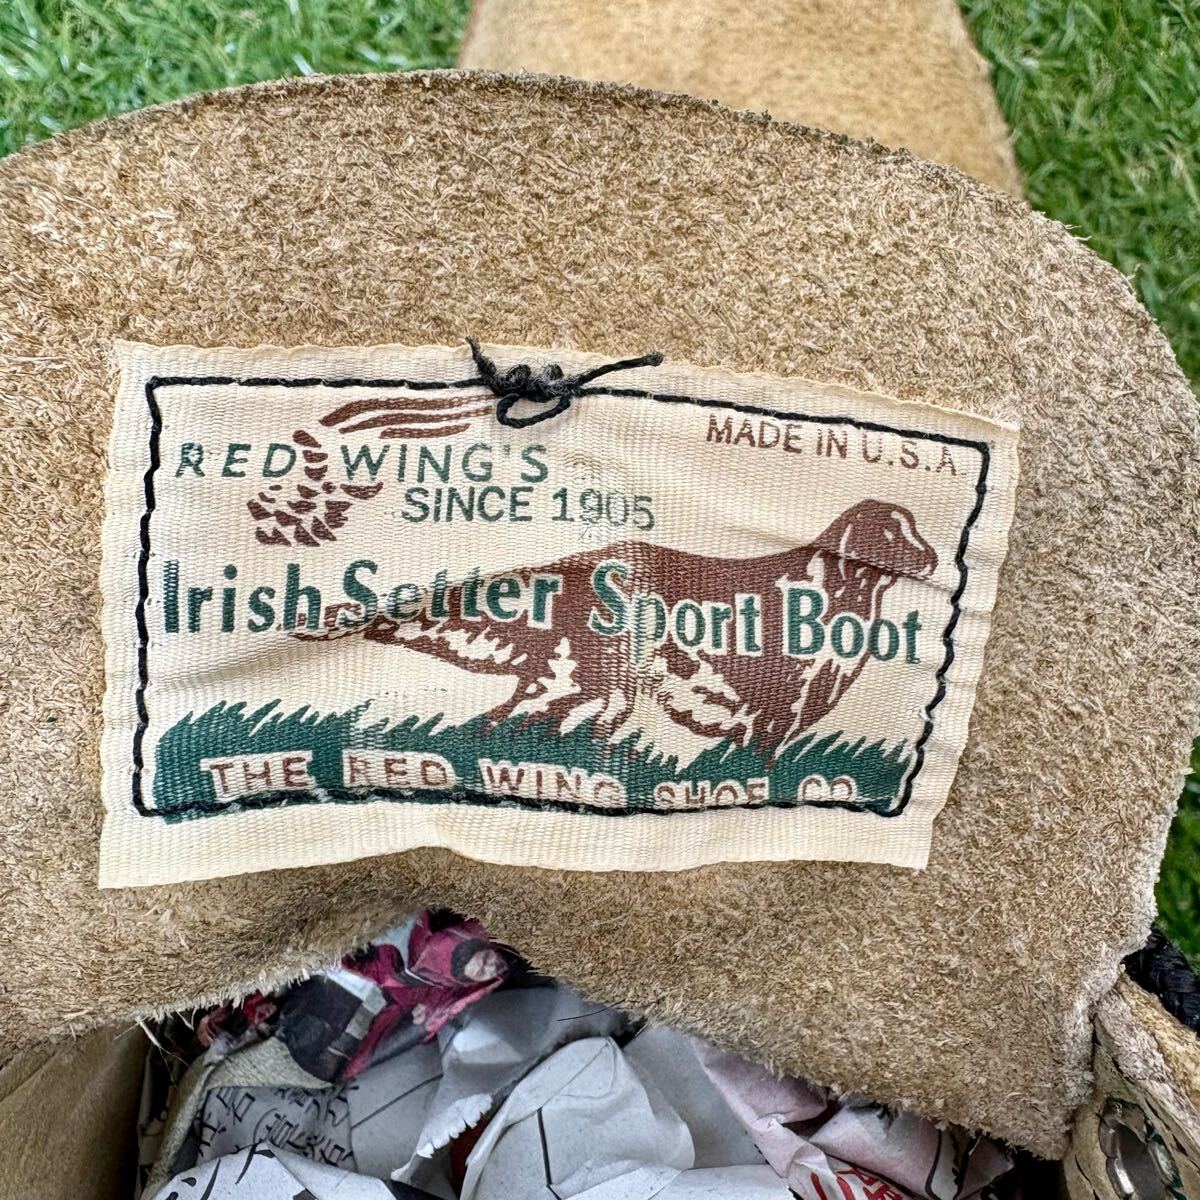 RED WING'S
MADE IN U.S.A.
SINCE 1905
Irish Setter Sport Boot
THE RED WING SHOE CO